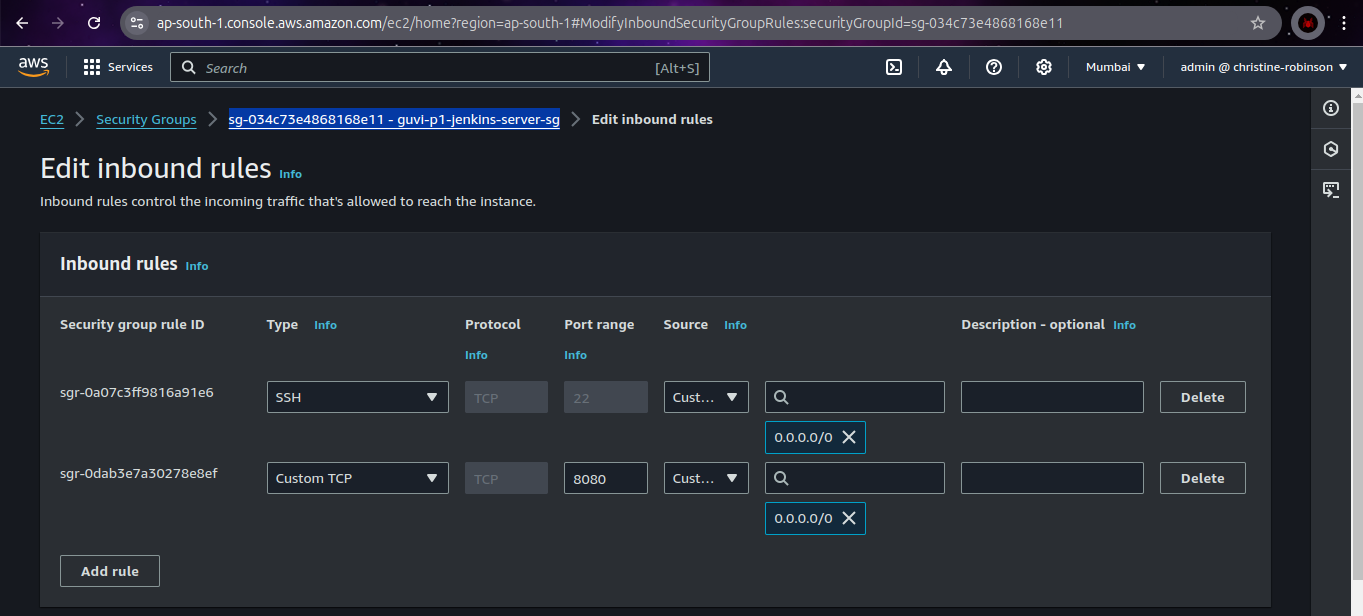 ap-south-1.console.aws.amazon.com/ec2/home?region=ap-south-1#ModifyInboundSecurityGroupRules:securityGroupId=sg-034c73e4868168e11
aws Services Search [Alt+S] Mumbai admin @ christine-robinson
EC2 Security Groups sg-034c73e4868168e11 - guvi-p1-jenkins-server-sg Edit inbound rules
Edit inbound rules Info
Inbound rules control the incoming traffic that's allowed to reach the instance.
Inbound rules Info
Security group rule ID Type Info Protocol Port range Source Info Description - optional Info
Info Info
sgr-0a07c3ff9816a91e6 SSH TCP 22 Cust... Delete
0.0.0.0/0
sgr-0dab3e7a30278e8ef Custom TCP TCP 8080 Cust... Delete
0.0.0.0/0
Add rule